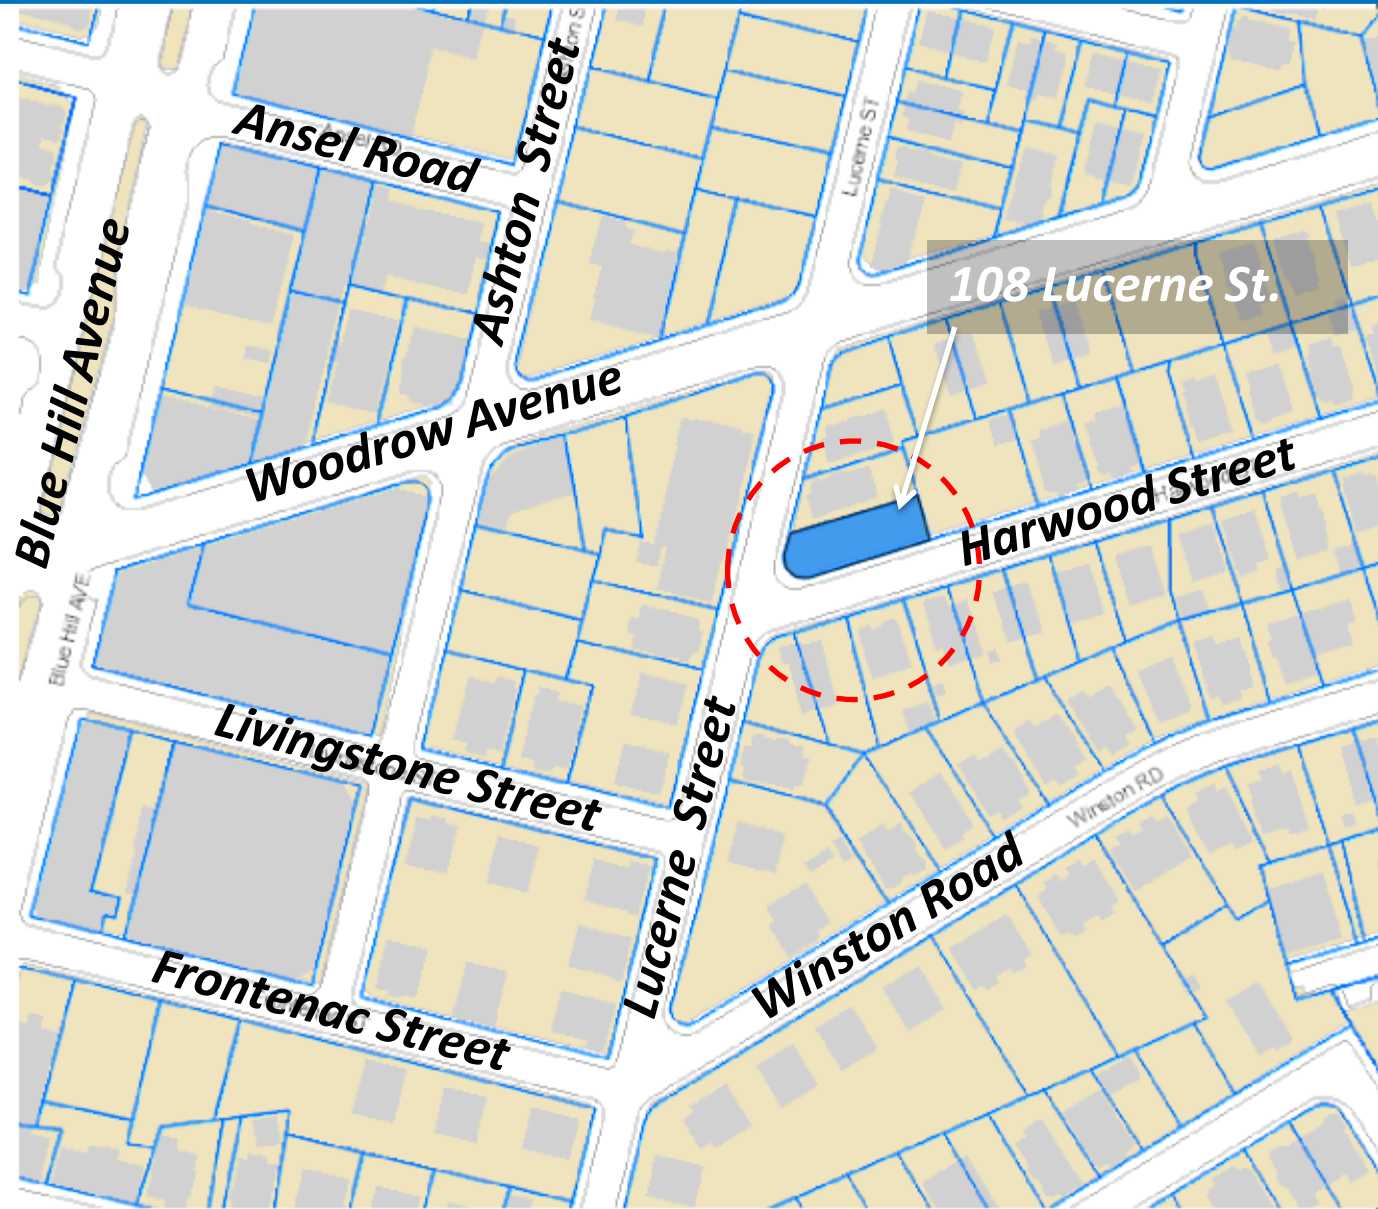 Ansel Road
Ashton Street
Lucerne ST
Blue Hill Avenue
108 Lucerne St.
Woodrow Avenue
Harwood Street
Blue Hill AVE
Livingstone Street
Lucerne Street
Winston RD
Winston Road
Frontenac Street